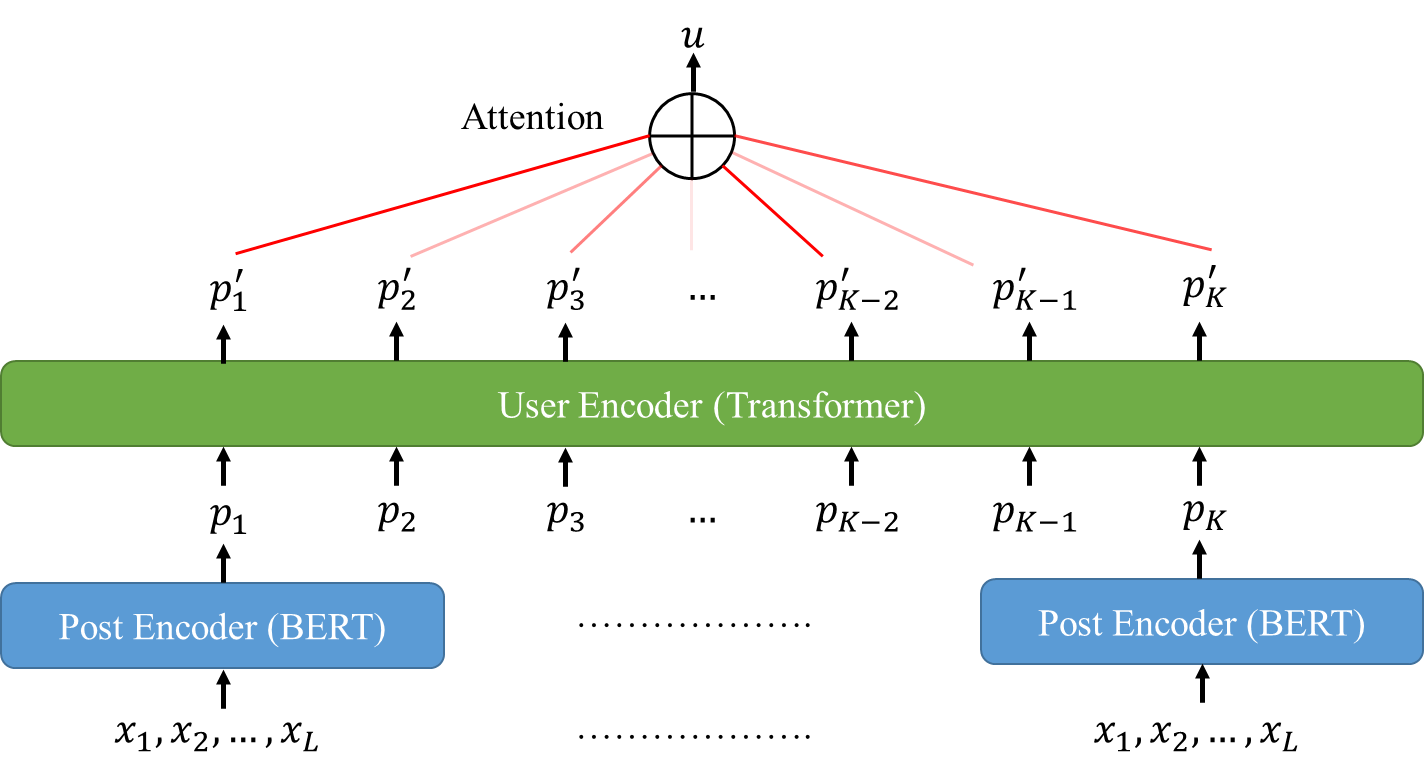 u
Attention
p′₁ p′₂ p′₃ ... p′K−2 p′K−1 p′K
User Encoder (Transformer)
p₁ p₂ p₃ ... pK−2 pK−1 pK
Post Encoder (BERT) ................... Post Encoder (BERT)
x₁, x₂, ... , xL ................... x₁, x₂, ... , xL